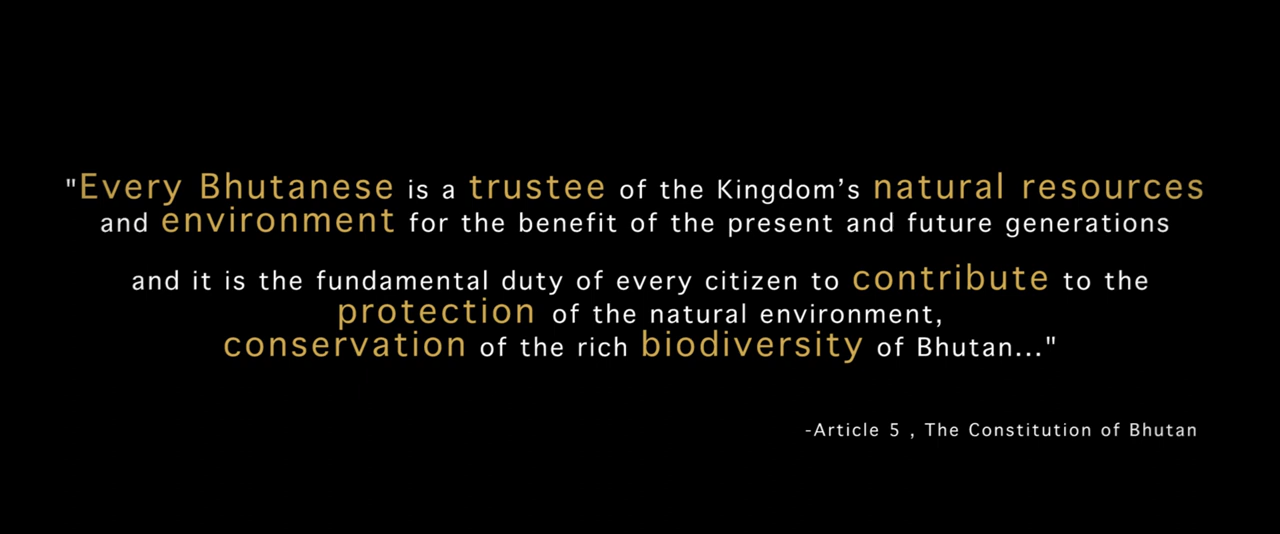 "Every Bhutanese is a trustee of the Kingdom’s natural resources
and environment for the benefit of the present and future generations
and it is the fundamental duty of every citizen to contribute to the
protection of the natural environment,
conservation of the rich biodiversity of Bhutan..."
-Article 5 , The Constitution of Bhutan